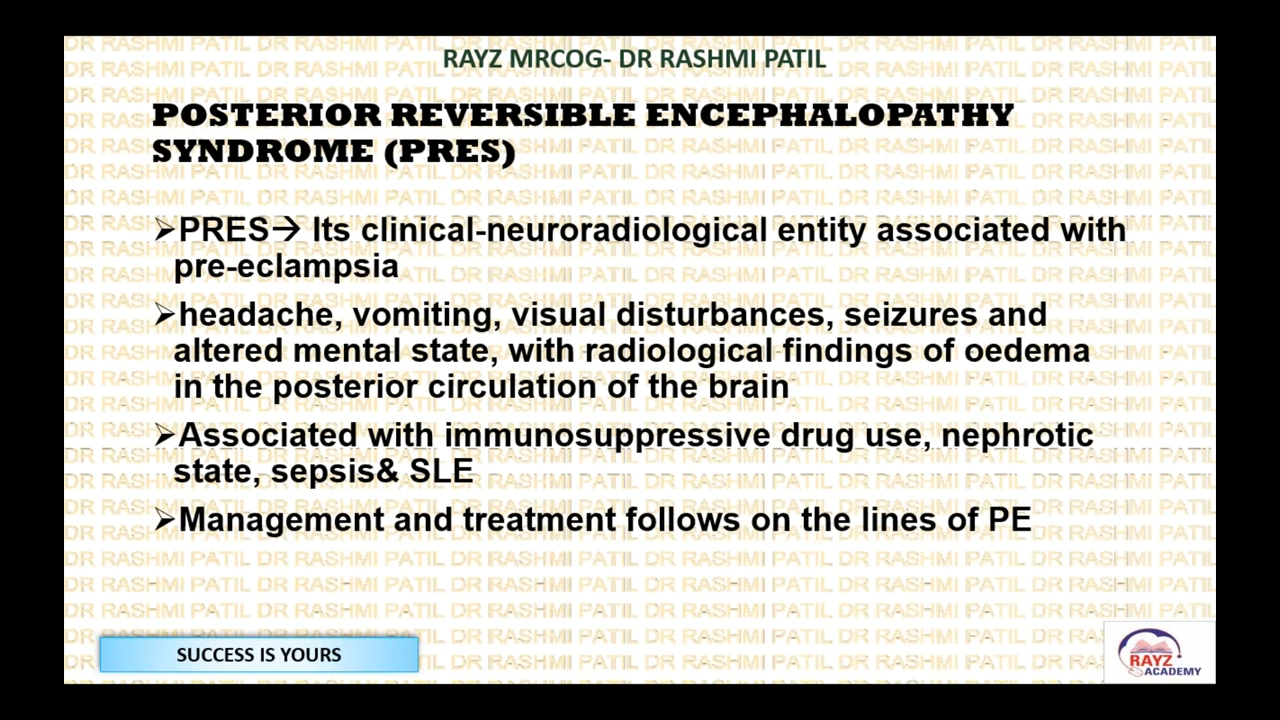 RAYZ MRCOG- DR RASHMI PATIL
POSTERIOR REVERSIBLE ENCEPHALOPATHY
SYNDROME (PRES)
➢PRES→ Its clinical-neuroradiological entity associated with
pre-eclampsia
➢headache, vomiting, visual disturbances, seizures and
altered mental state, with radiological findings of oedema
in the posterior circulation of the brain
➢Associated with immunosuppressive drug use, nephrotic
state, sepsis& SLE
➢Management and treatment follows on the lines of PE
SUCCESS IS YOURS
RAYZ
ACADEMY